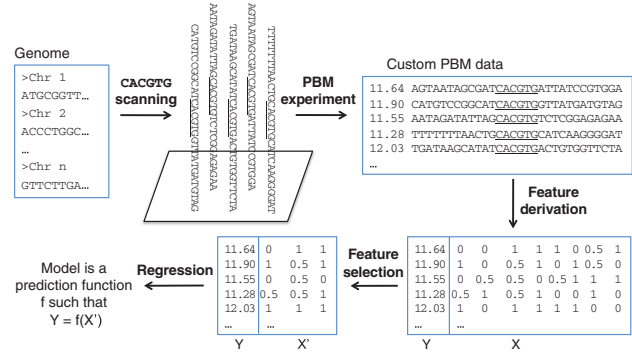 Genome
>Chr 1
ATGCGGTT…
>Chr 2
ACCCTGGC…
…
>Chr n
GTTCTTGA…
CACGTG
scanning
PBM
experiment
Custom PBM data
11.64 AGTAATAGCGATCACGTGATTATCCGTGGA
11.90 CATGTCCGGCATCACGTGGTTATGATGTAG
11.55 AATAGATATTAGCACGTGTCTCGGAGAGAA
11.28 TTTTTTTAACTGCACGTGCATCAAGGGGAT
12.03 TGATAAGCATATCACGTGACTGTGGTTCTA
…
Feature
derivation
11.64 0 0 1 1 1 0 0.5 1
11.90 1 0 0.5 1 0 1 0
11.55 0 0.5 0.5 0 0.5 1 1 1
11.28 0.5 1 0.5 1 0 0 1 0
12.03 1 0 1 1 1 0 0
… …
Y X
Feature
selection
11.64 0 1 1
11.90 1 0.5 1
11.55 0 0.5 0
11.28 0.5 0.5 1
12.03 1 1 1
… …
Y X'
Regression
Model is a
prediction function
f such that
Y = f(X')